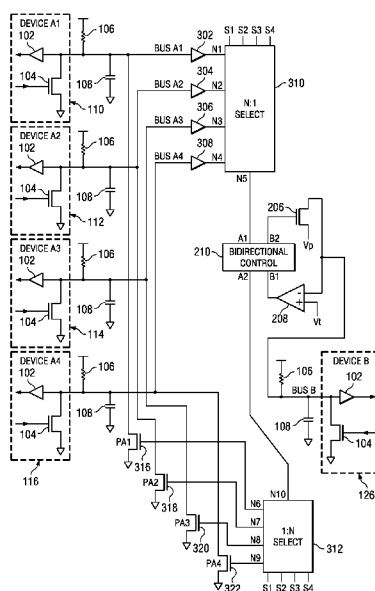 DEVICE A1
102
104
110
106
108
BUS A1
302
N1
S1 S2 S3 S4
310
N:1
SELECT
DEVICE A2
102
104
112
106
108
BUS A2
304
N2
BUS A3
306
N3
BUS A4
308
N4
N5
DEVICE A3
102
104
114
106
108
A1
B2
206
Vp
210
BIDIRECTIONAL
CONTROL
A2
B1
208
Vt
DEVICE A4
102
104
116
106
108
106
BUS B
108
DEVICE B
102
104
126
PA1
316
PA2
318
PA3
320
PA4
322
N6
N7
N8
N9
N10
1:N
SELECT
312
S1 S2 S3 S4